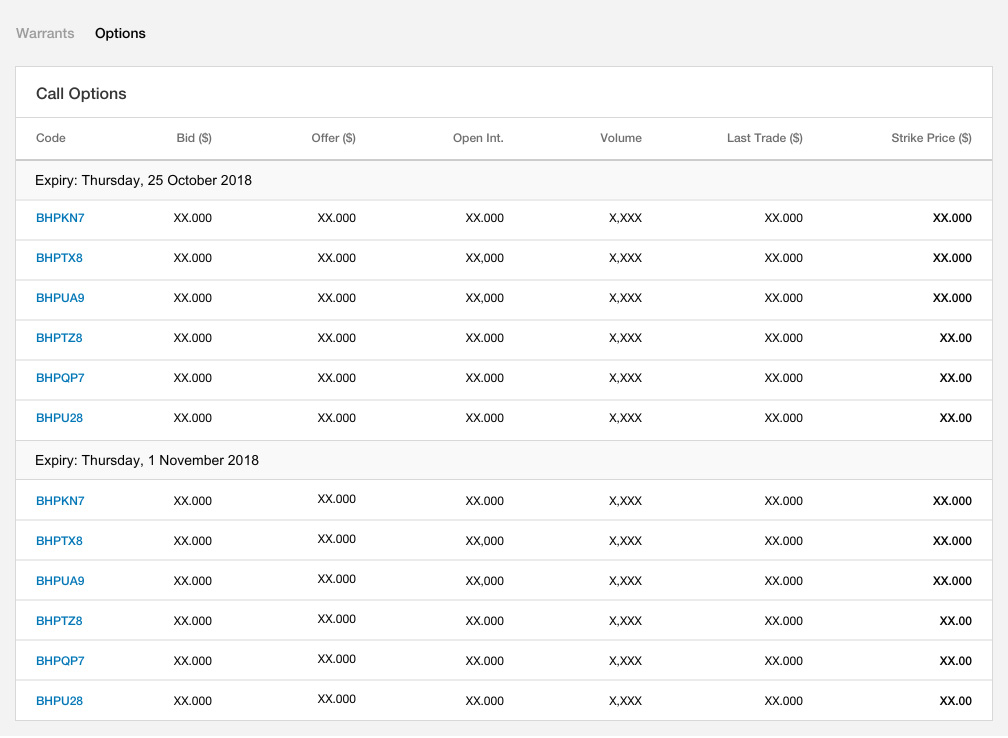 Warrants Options
Call Options
Code Bid ($) Offer ($) Open Int. Volume Last Trade ($) Strike Price ($)
Expiry: Thursday, 25 October 2018
BHPKN7 XX.000 XX.000 XX.000 X,XXX XX.000 XX.000
BHPTX8 XX.000 XX.000 XX,000 X,XXX XX.000 XX.000
BHPUA9 XX.000 XX.000 XX,000 X,XXX XX.000 XX.000
BHPTZ8 XX.000 XX.000 XX.000 X,XXX XX.000 XX.00
BHPQP7 XX.000 XX.000 XX.000 X,XXX XX.000 XX.00
BHPU28 XX.000 XX.000 XX.000 X,XXX XX.000 XX.00
Expiry: Thursday, 1 November 2018
BHPKN7 XX.000 XX.000 XX.000 X,XXX XX.000 XX.000
BHPTX8 XX.000 XX.000 XX,000 X,XXX XX.000 XX.000
BHPUA9 XX.000 XX.000 XX,000 X,XXX XX.000 XX.000
BHPTZ8 XX.000 XX.000 XX.000 X,XXX XX.000 XX.00
BHPQP7 XX.000 XX.000 XX.000 X,XXX XX.000 XX.00
BHPU28 XX.000 XX.000 XX.000 X,XXX XX.000 XX.00